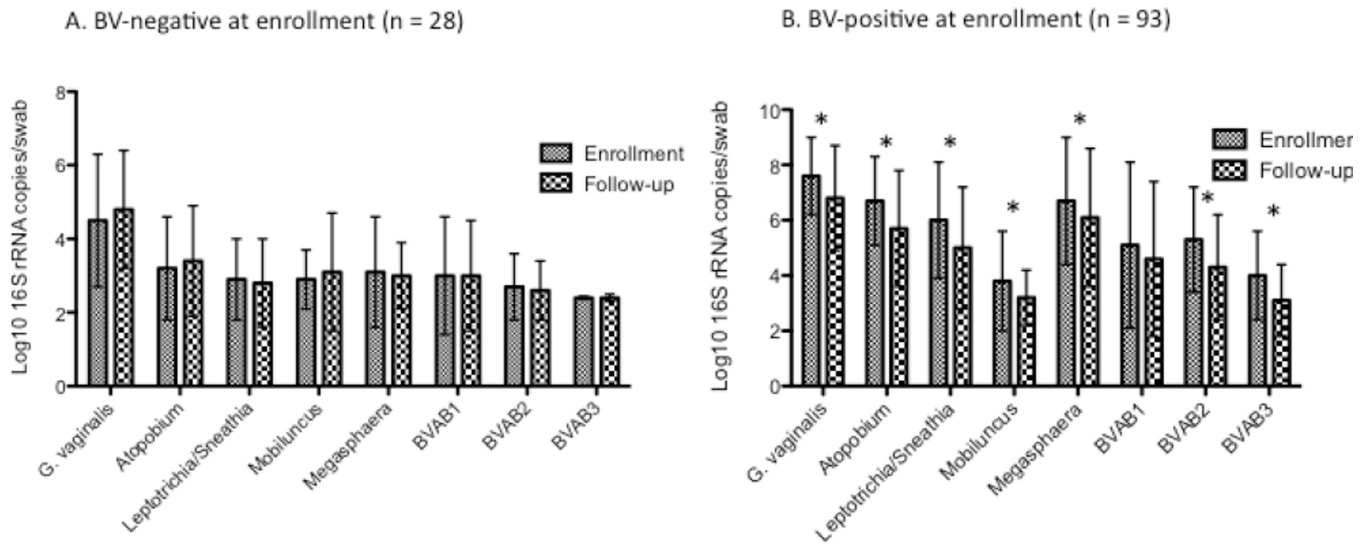 A. BV-negative at enrollment (n = 28)
Log10 16S rRNA copies/swab
8
6
4
2
0
Enrollment
Follow-up
G. vaginalis
Atopobium
Leptotrichia/Sneathia
Mobiluncus
Megasphaera
BVAB1
BVAB2
BVAB3
B. BV-positive at enrollment (n = 93)
Log10 16S rRNA copies/swab
10
8
6
4
2
0
Enrollmer
Follow-up
*
*
*
*
*
*
*
G. vaginalis
Atopobium
Leptotrichia/Sneathia
Mobiluncus
Megasphaera
BVAB1
BVAB2
BVAB3